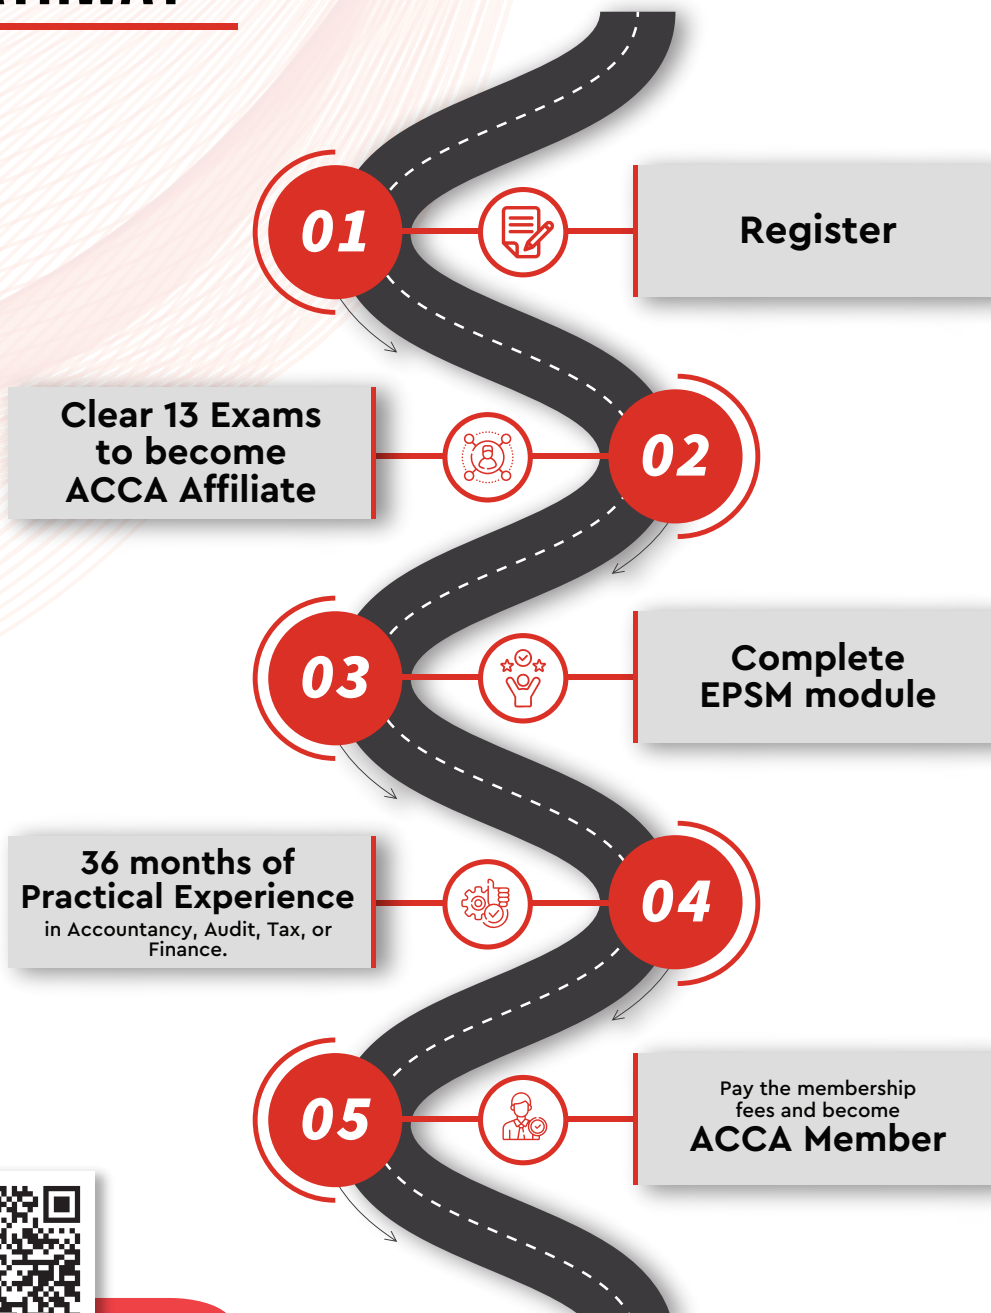 01
Register
Clear 13 Exams
to become
ACCA Affiliate
02
03
Complete
EPSM module
36 months of
Practical Experience
in Accountancy, Audit, Tax, or
Finance.
04
05
Pay the membership
fees and become
ACCA Member